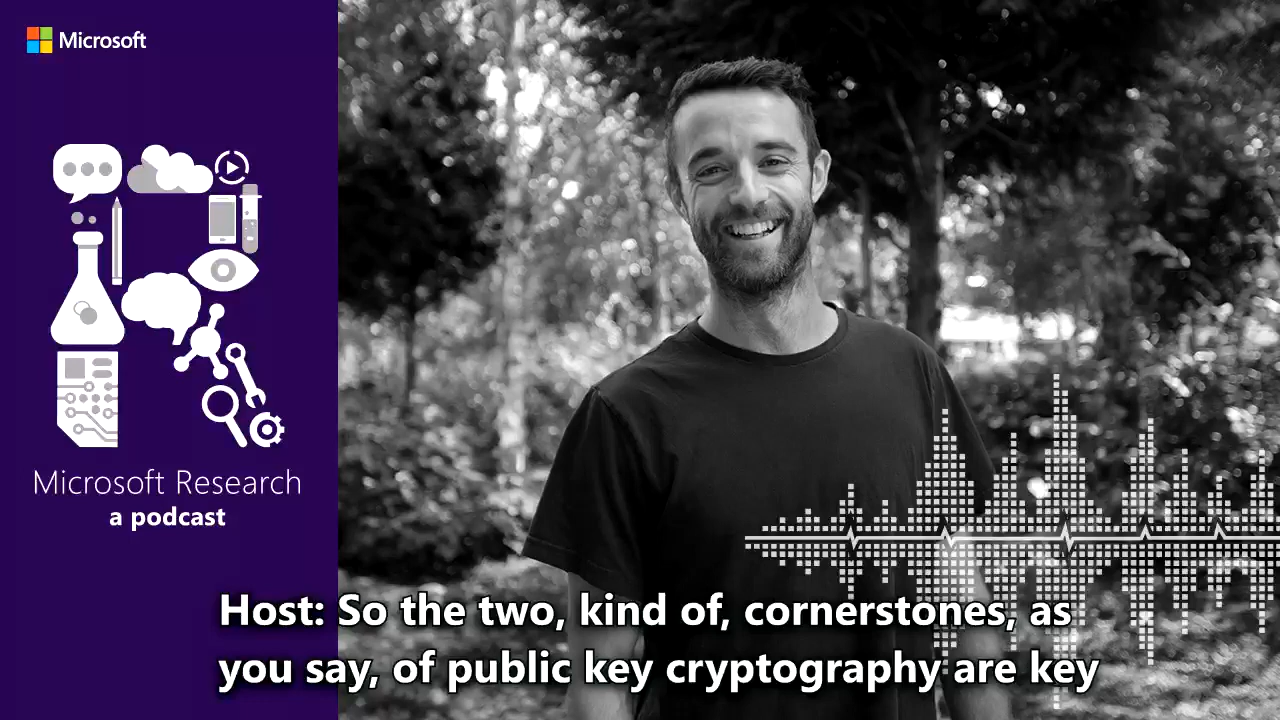 Microsoft
Microsoft Research
a podcast
Host: So the two, kind of, cornerstones, as
you say, of public key cryptography are key